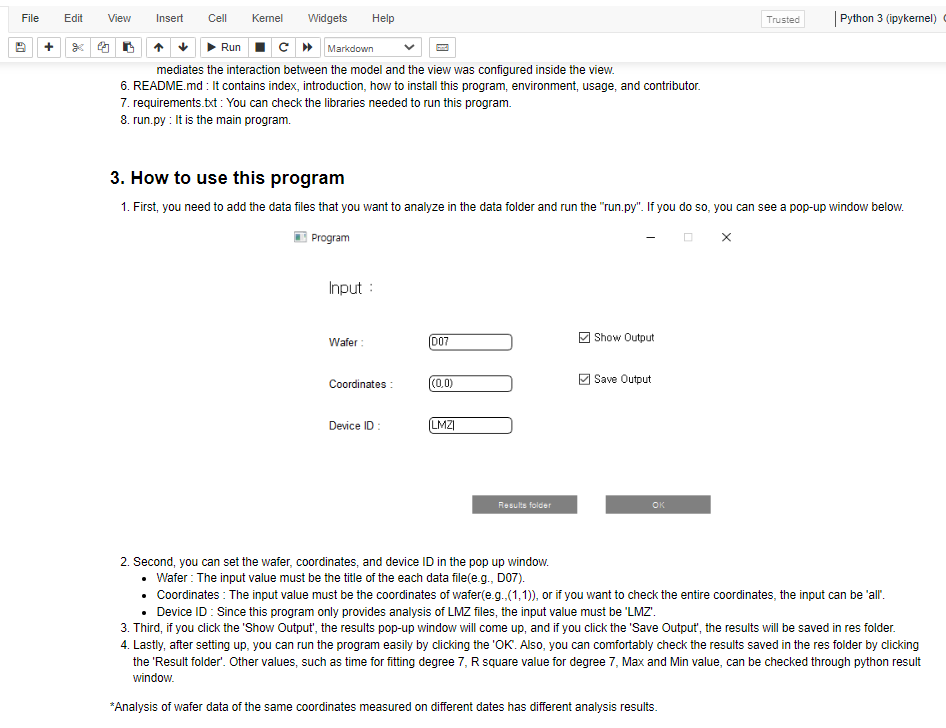 File Edit View Insert Cell Kernel Widgets Help
Trusted
Python 3 (ipykernel)
Run
Markdown
mediates the interaction between the model and the view was configured inside the view.
6. README.md : It contains index, introduction, how to install this program, environment, usage, and contributor.
7. requirements.txt : You can check the libraries needed to run this program.
8. run.py : It is the main program.
3. How to use this program
1. First, you need to add the data files that you want to analyze in the data folder and run the "run.py". If you do so, you can see a pop-up window below.
Program
Input :
Wafer : D07
Show Output
Coordinates : (0,0)
Save Output
Device ID : LMZ
Results folder
OK
2. Second, you can set the wafer, coordinates, and device ID in the pop up window.
• Wafer : The input value must be the title of the each data file(e.g., D07).
• Coordinates : The input value must be the coordinates of wafer(e.g.,(1,1)), or if you want to check the entire coordinates, the input can be 'all'.
• Device ID : Since this program only provides analysis of LMZ files, the input value must be 'LMZ'.
3. Third, if you click the 'Show Output', the results pop-up window will come up, and if you click the 'Save Output', the results will be saved in res folder.
4. Lastly, after setting up, you can run the program easily by clicking the 'OK'. Also, you can comfortably check the results saved in the res folder by clicking
the 'Result folder'. Other values, such as time for fitting degree 7, R square value for degree 7, Max and Min value, can be checked through python result
window.
*Analysis of wafer data of the same coordinates measured on different dates has different analysis results.